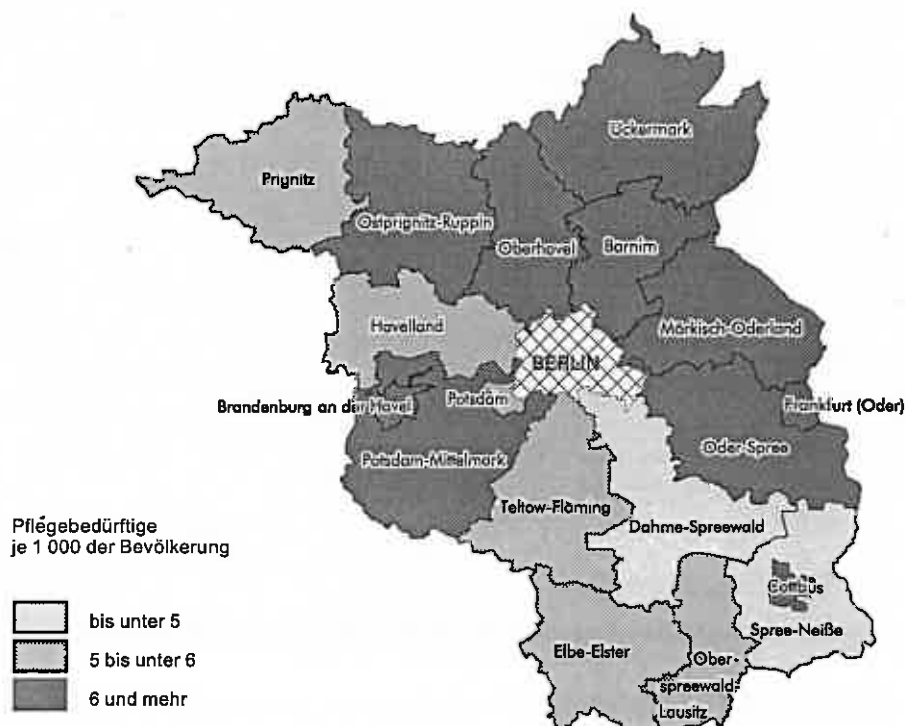 Uckermark
Prignitz
Ostprignitz-Ruppin
Oberhavel
Barnim
Havelland
Märkisch-Oderland
BERLIN
Potsdam
Brandenburg an der Havel
Frankfurt (Oder)
Oder-Spree
Potsdam-Mittelmark
Teltow-Fläming
Dahme-Spreewald
Cottbus
Spree-Neiße
Elbe-Elster
Ober-
spreewald-
Lausitz
Pflegebedürftige
je 1 000 der Bevölkerung
bis unter 5
5 bis unter 6
6 und mehr